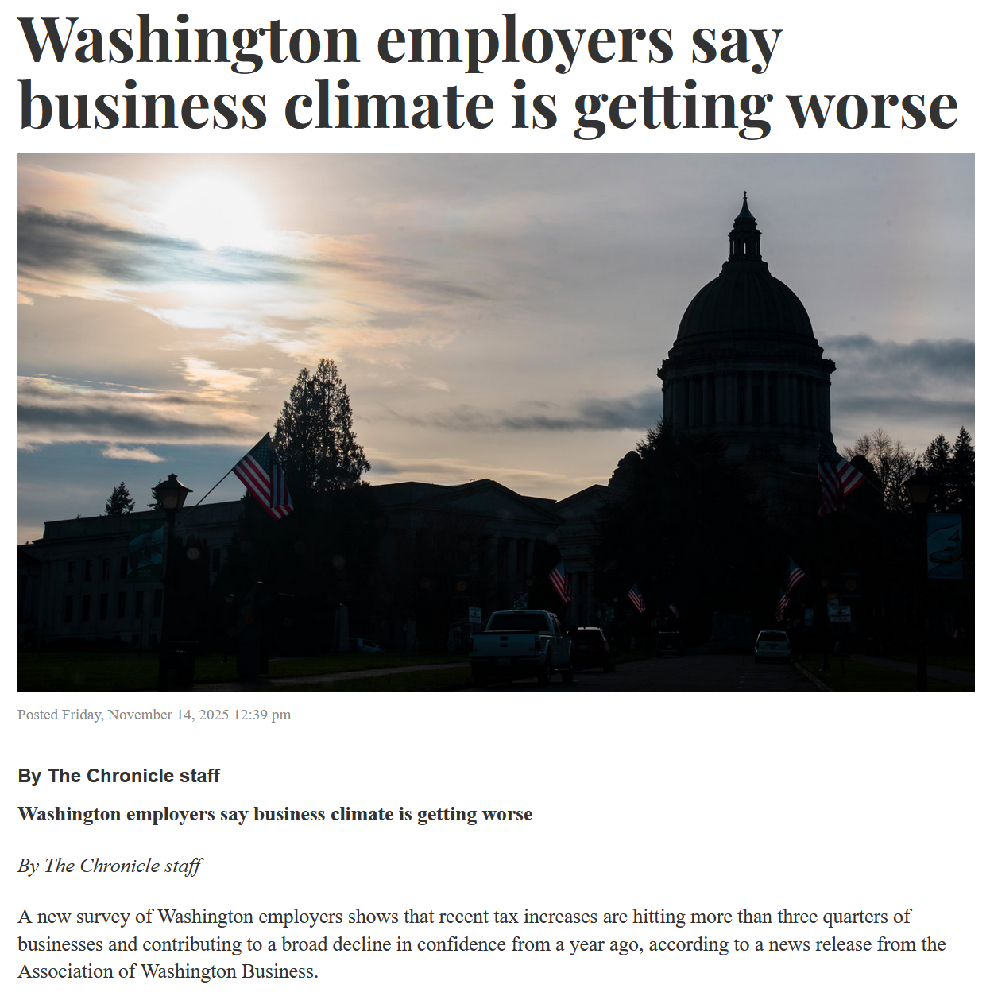 Washington employers say
business climate is getting worse
Posted Friday, November 14, 2025 12:39 pm
By The Chronicle staff
Washington employers say business climate is getting worse
By The Chronicle staff
A new survey of Washington employers shows that recent tax increases are hitting more than three quarters of
businesses and contributing to a broad decline in confidence from a year ago, according to a news release from the
Association of Washington Business.